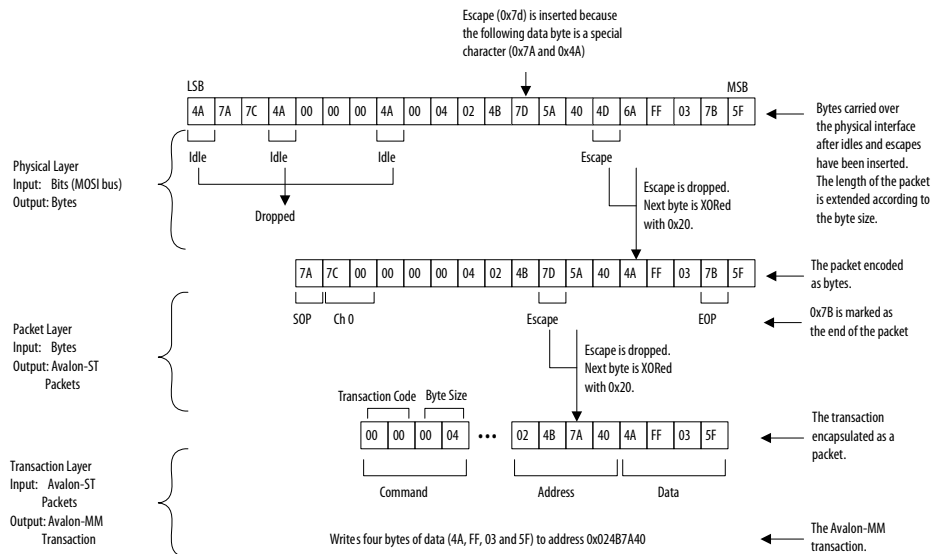 Escape (0x7d) is inserted because
the following data byte is a special
character (0x7A and 0x4A)
LSB MSB
4A 7A 7C 4A 00 00 00 4A 00 04 02 4B 7D 5A 40 4D 6A FF 03 7B 5F
Idle Idle Idle Escape
Dropped
Escape is dropped.
Next byte is XORed
with 0x20.
Physical Layer
Input: Bits (MOSI bus)
Output: Bytes
Bytes carried over
the physical interface
after idles and escapes
have been inserted.
The length of the packet
is extended according to
the byte size.
7A 7C 00 00 00 00 04 02 4B 7D 5A 40 4A FF 03 7B 5F
The packet encoded
as bytes.
SOP Ch 0 Escape EOP
0x7B is marked as
the end of the packet
Packet Layer
Input: Bytes
Output: Avalon-ST
Packets
Escape is dropped.
Next byte is XORed
with 0x20.
Transaction Code Byte Size
00 00 00 04 ••• 02 4B 7A 40 4A FF 03 5F
The transaction
encapsulated as a
packet.
Command Address Data
Transaction Layer
Input: Avalon-ST
Packets
Output: Avalon-MM
Transaction
Writes four bytes of data (4A, FF, 03 and 5F) to address 0x024B7A40
The Avalon-MM
transaction.